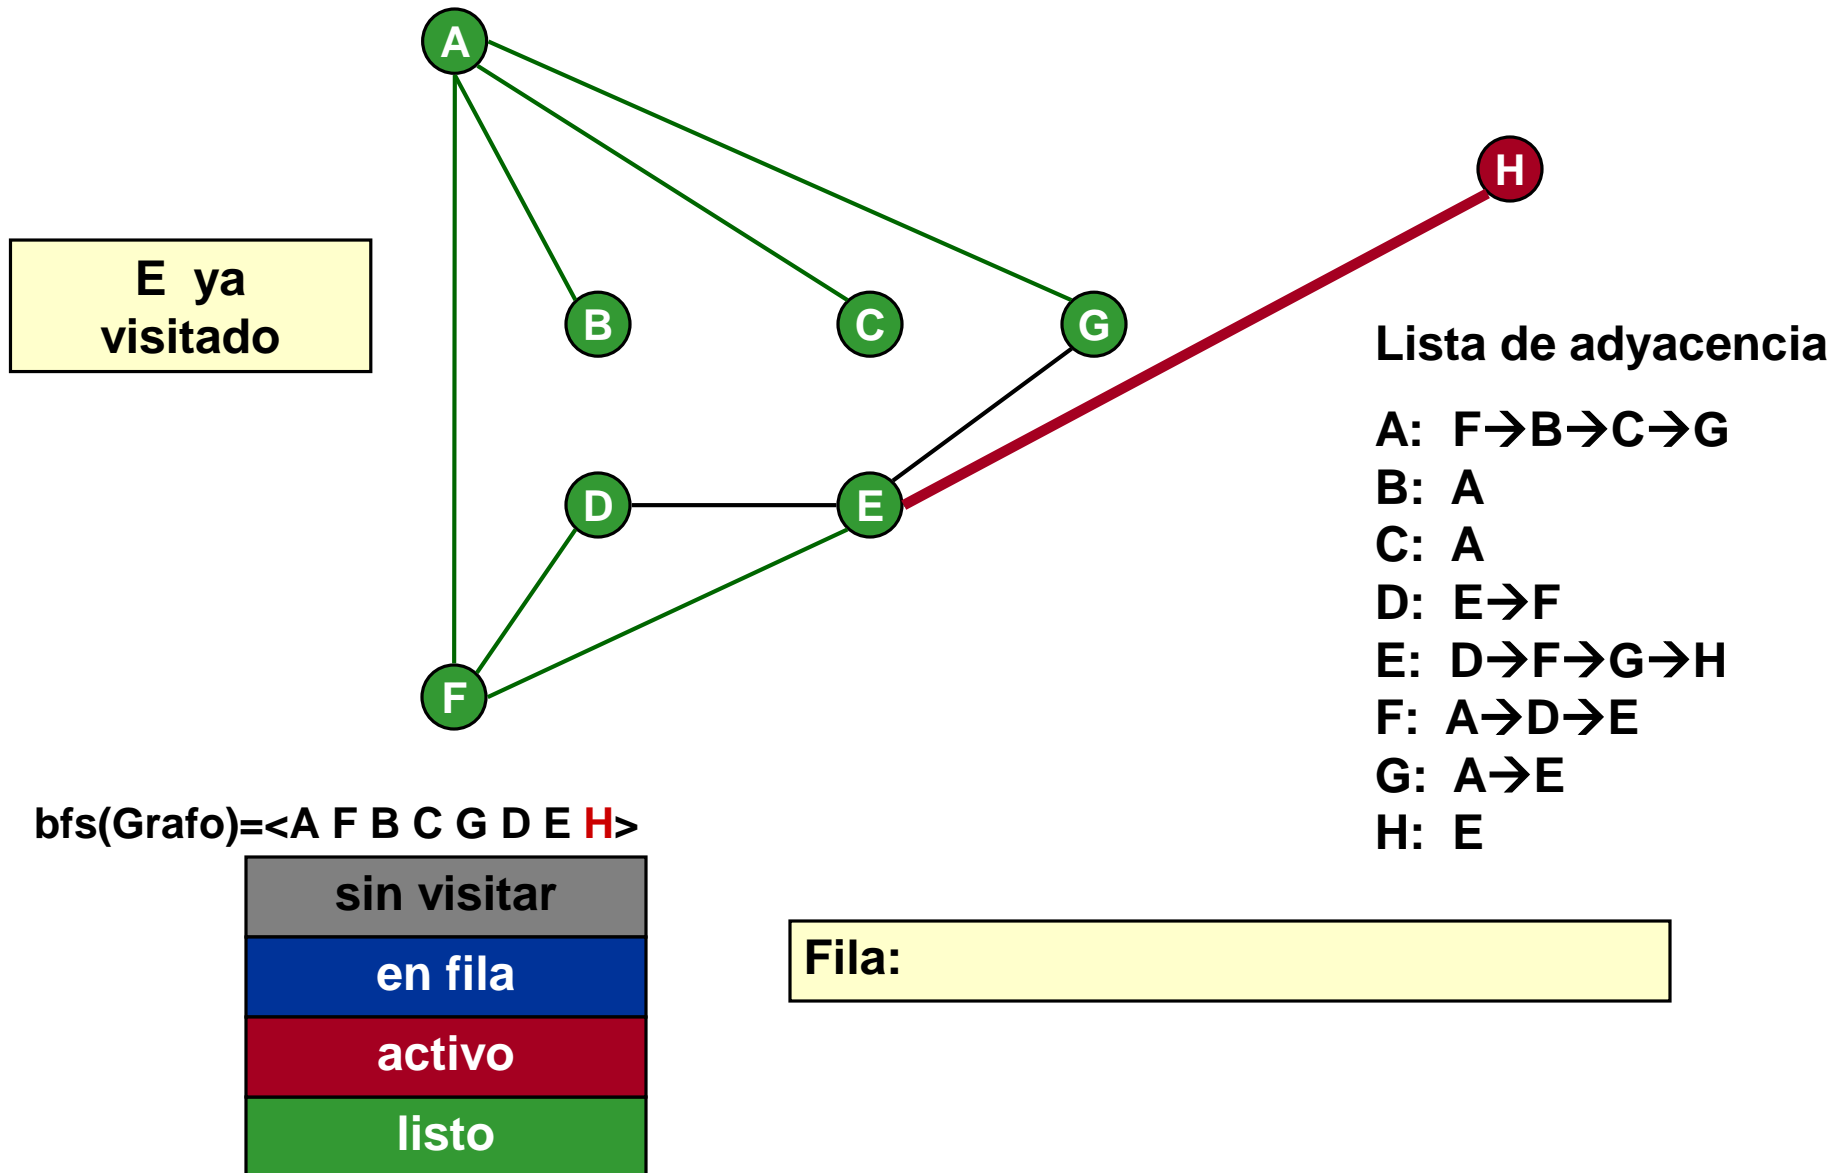 A
H
E ya
visitado
B
C
G
Lista de adyacencia
A: F→B→C→G
B: A
C: A
D: E→F
E: D→F→G→H
F: A→D→E
G: A→E
H: E
D
E
F
bfs(Grafo)=<A F B C G D E H>
sin visitar
en fila
activo
listo
Fila: